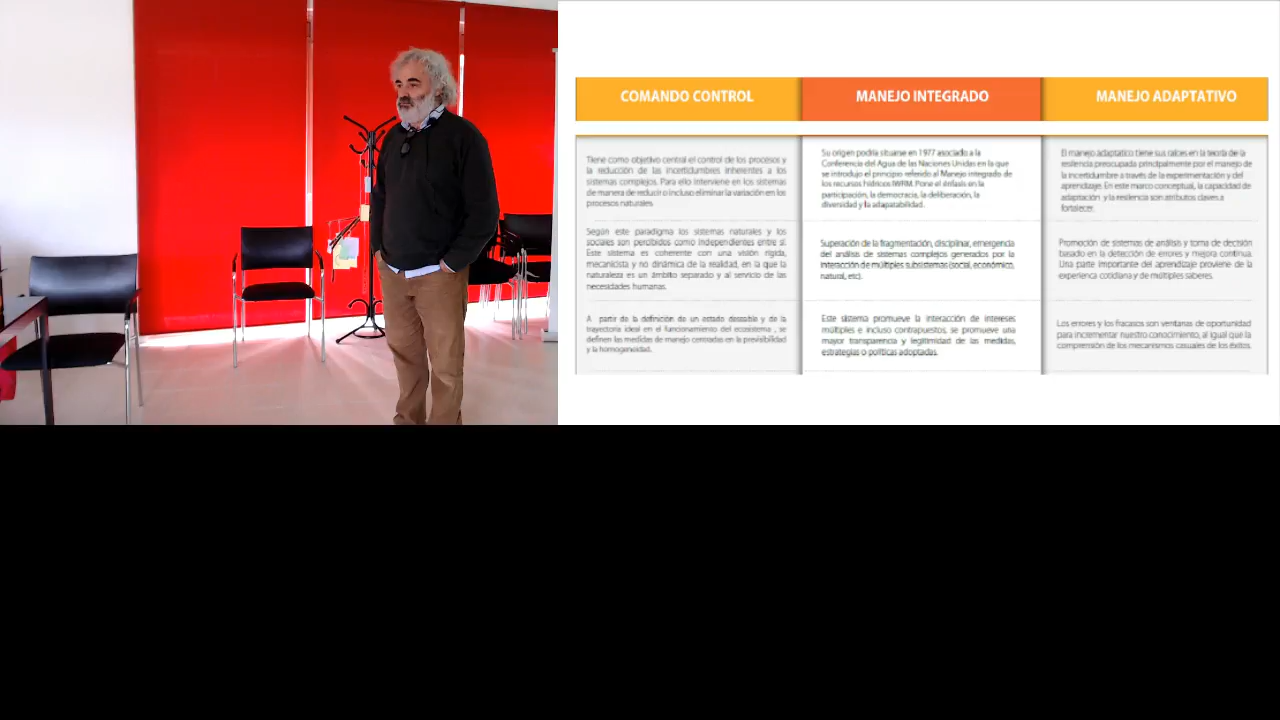 COMANDO CONTROL
Tiene como objetivo central el control de los procesos y
la reducción de las incertidumbres inherentes a los
sistemas complejos. Para ello interviene en los sistemas
de manera de reducir o incluso eliminar la variación en los
procesos naturales
Según este paradigma los sistemas naturales y los
sociales son percibidos como independientes entre sí.
Este sistema es coherente con una visión rígida,
mecanicista y no dinámica de la realidad, en la que la
naturaleza es un ámbito separado y al servicio de las
necesidades humanas.
A partir de la definición de un estado deseable y de la
trayectoria ideal en el funcionamiento del ecosistema , se
definen las medidas de manejo centradas en la previsibilidad
y la homogeneidad.
MANEJO INTEGRADO
Su origen podría situarse en 1977 asociado a la
Conferencia del Agua de las Naciones Unidas en la que
se introdujo el principio referido al Manejo integrado de
los recursos hídricos IWRM. Pone el énfasis en la
participación, la democracia, la deliberación, la
diversidad y la adapatabilidad.
Superación de la fragmentación, disciplinar, emergencia
del análisis de sistemas complejos generados por la
interacción de múltiples subsistemas (social, económico,
natural, etc).
Este sistema promueve la interacción de intereses
múltiples e incluso contrapuestos, se promueve una
mayor transparencia y legitimidad de las medidas,
estrategias o políticas adoptadas.
MANEJO ADAPTATIVO
El manejo adaptatico tiene sus raíces en la teoría de la
resilencia preocupada principalmente por el manejo de
la incertidumbre a través de la experimentación y del
aprendizaje. En este marco conceptual, la capacidad de
adaptación y la resilencia son atributos claves a
fortalecer.
Promoción de sistemas de análisis y toma de decisión
basado en la detección de errores y mejora continua.
Una parte importante del aprendizaje proviene de la
experienca cotidiana y de múltiples saberes.
Los errores y los fracasos son ventanas de oportunidad
para incrementar nuestro conocimiento, al igual que la
comprensión de los mecanismos casuales de los éxitos.